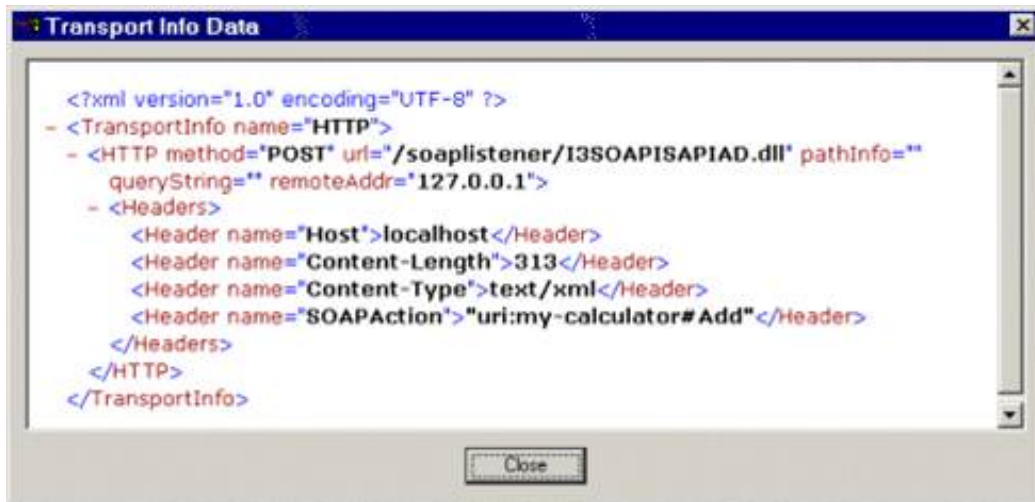 Transport Info Data
<?xml version="1.0" encoding="UTF-8" ?>
- <TransportInfo name="HTTP">
- <HTTP method="POST" url="/soaplistener/I3SOAPISAPIAD.dll" pathInfo=""
queryString="" remoteAddr="127.0.0.1">
- <Headers>
<Header name="Host">localhost</Header>
<Header name="Content-Length">313</Header>
<Header name="Content-Type">text/xml</Header>
<Header name="SOAPAction">"uri:my-calculator#Add"</Header>
</Headers>
</HTTP>
</TransportInfo>
Close